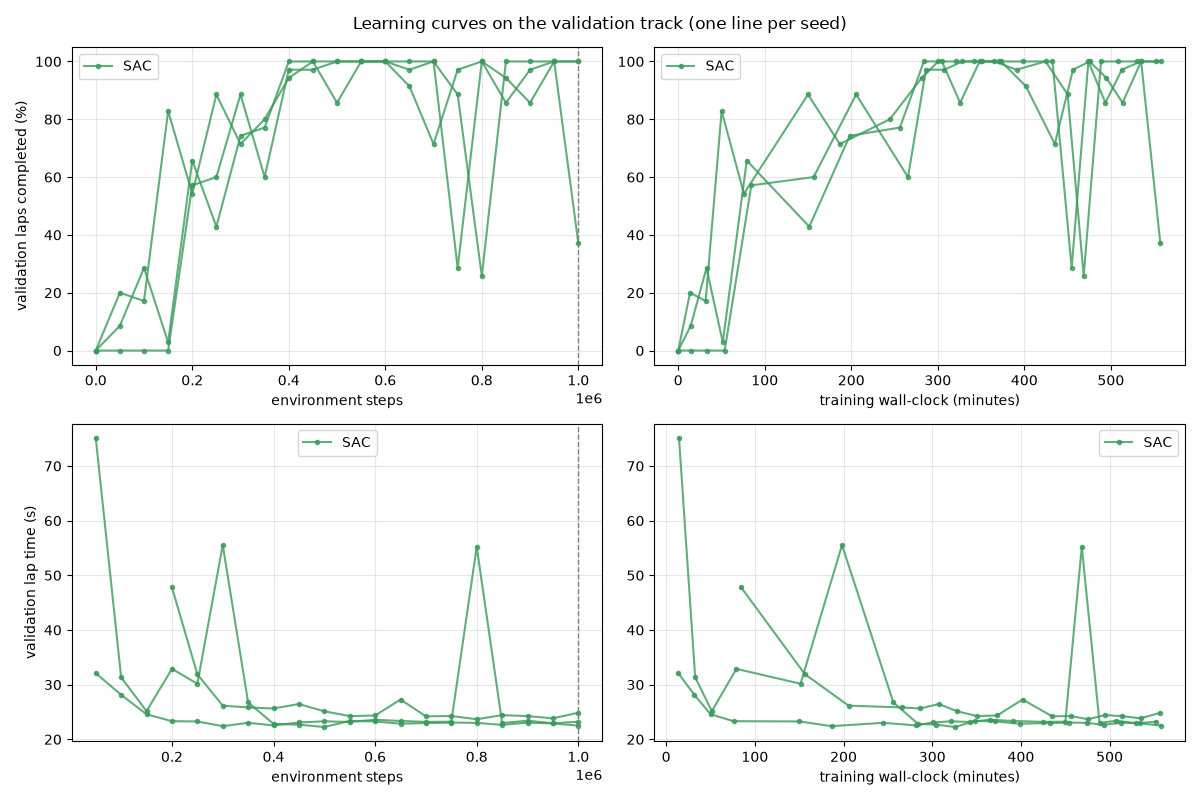 Learning curves on the validation track (one line per seed)
validation laps completed (%)
100
80
60
40
20
0
SAC
0.0 0.2 0.4 0.6 0.8 1.0
1e6
environment steps
100
80
60
40
20
0
SAC
0 100 200 300 400 500
training wall-clock (minutes)
validation lap time (s)
70
60
50
40
30
20
SAC
0.2 0.4 0.6 0.8 1.0
1e6
environment steps
70
60
50
40
30
20
SAC
0 100 200 300 400 500
training wall-clock (minutes)